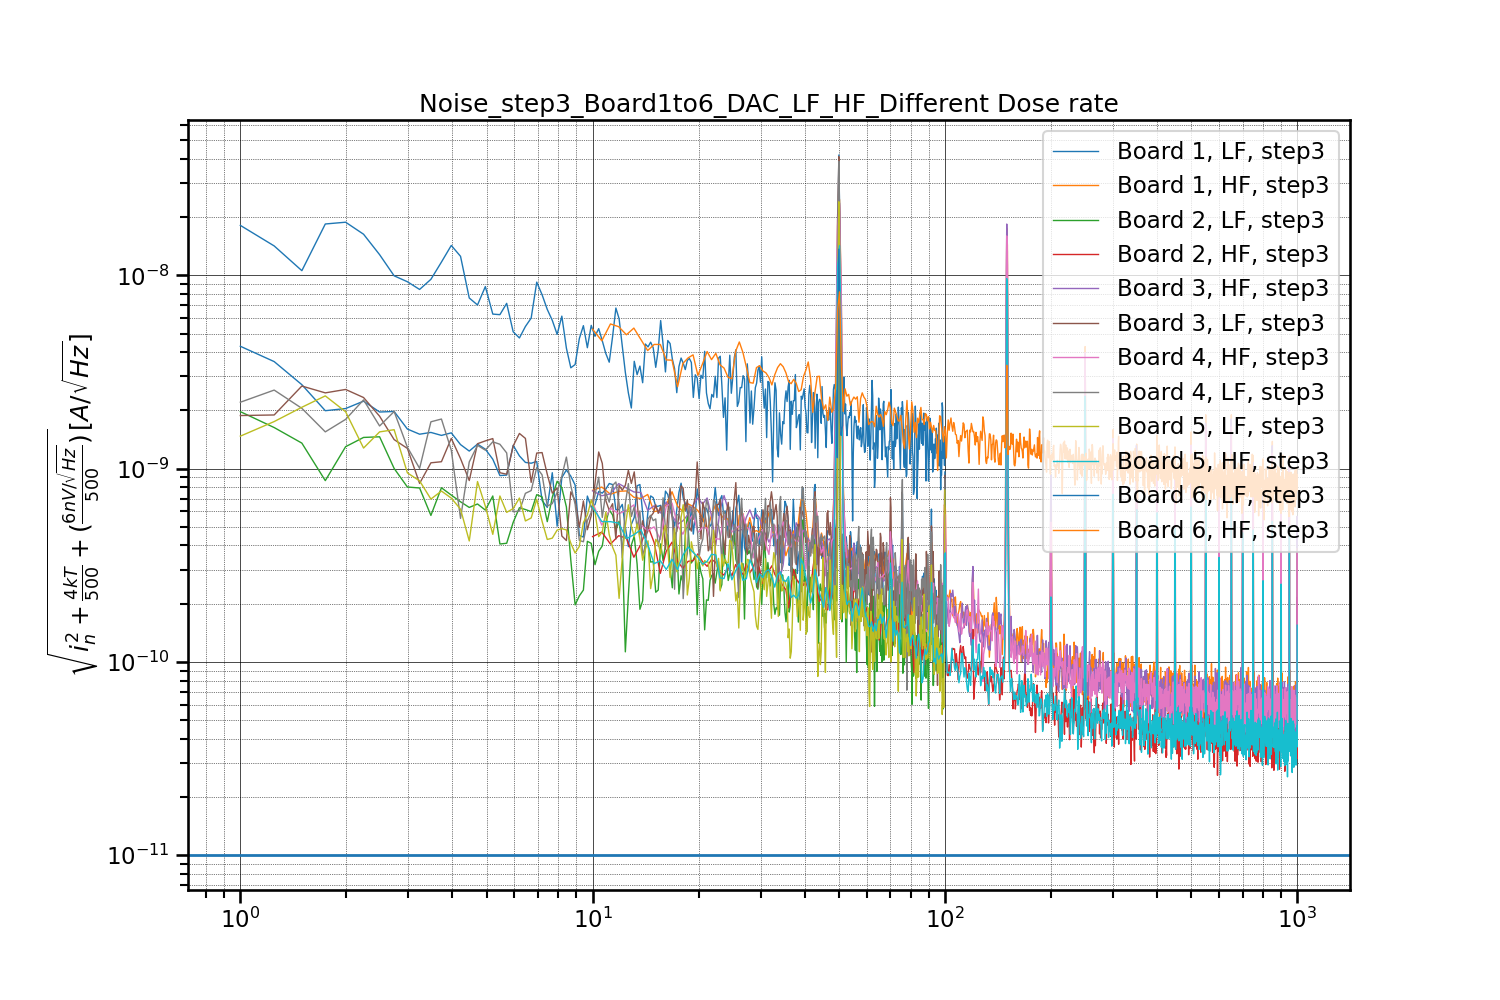 Noise_step3_Board1to6_DAC_LF_HF_Different Dose rate
Board 1, LF, step3
Board 1, HF, step3
Board 2, LF, step3
Board 2, HF, step3
Board 3, HF, step3
Board 3, LF, step3
Board 4, HF, step3
Board 4, LF, step3
Board 5, LF, step3
Board 5, HF, step3
Board 6, LF, step3
Board 6, HF, step3
10⁻⁸
10⁻⁹
10⁻¹⁰
10⁻¹¹
10⁰ 10¹ 10² 10³
√(i_n² + 4kT/500 + (6nV/√Hz/500)) [A/√Hz]